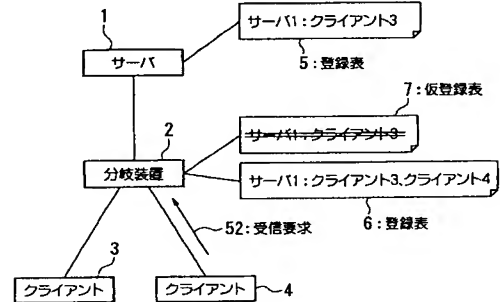 1
サーバ
サーバ1:クライアント3
5:登録表
7:仮登録表
2
サーバ1:クライアント3
分岐装置
サーバ1:クライアント3、クライアント4
6:登録表
52:受信要求
3
クライアント
クライアント
4